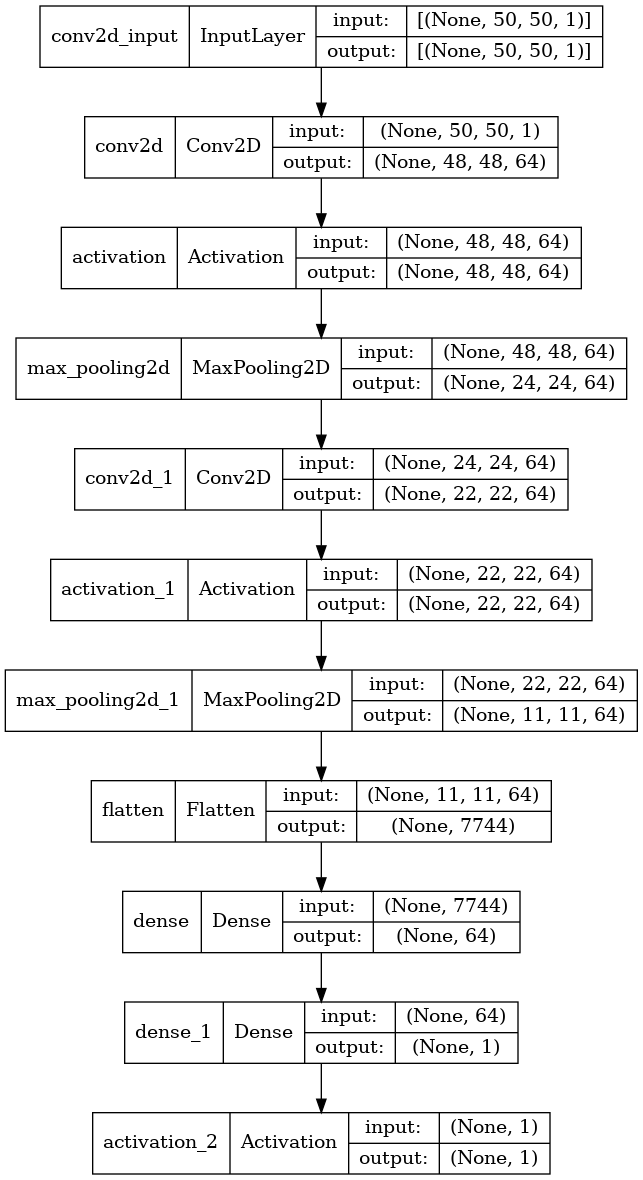 conv2d_input InputLayer input: [(None, 50, 50, 1)]
output: [(None, 50, 50, 1)]
conv2d Conv2D input: (None, 50, 50, 1)
output: (None, 48, 48, 64)
activation Activation input: (None, 48, 48, 64)
output: (None, 48, 48, 64)
max_pooling2d MaxPooling2D input: (None, 48, 48, 64)
output: (None, 24, 24, 64)
conv2d_1 Conv2D input: (None, 24, 24, 64)
output: (None, 22, 22, 64)
activation_1 Activation input: (None, 22, 22, 64)
output: (None, 22, 22, 64)
max_pooling2d_1 MaxPooling2D input: (None, 22, 22, 64)
output: (None, 11, 11, 64)
flatten Flatten input: (None, 11, 11, 64)
output: (None, 7744)
dense Dense input: (None, 7744)
output: (None, 64)
dense_1 Dense input: (None, 64)
output: (None, 1)
activation_2 Activation input: (None, 1)
output: (None, 1)